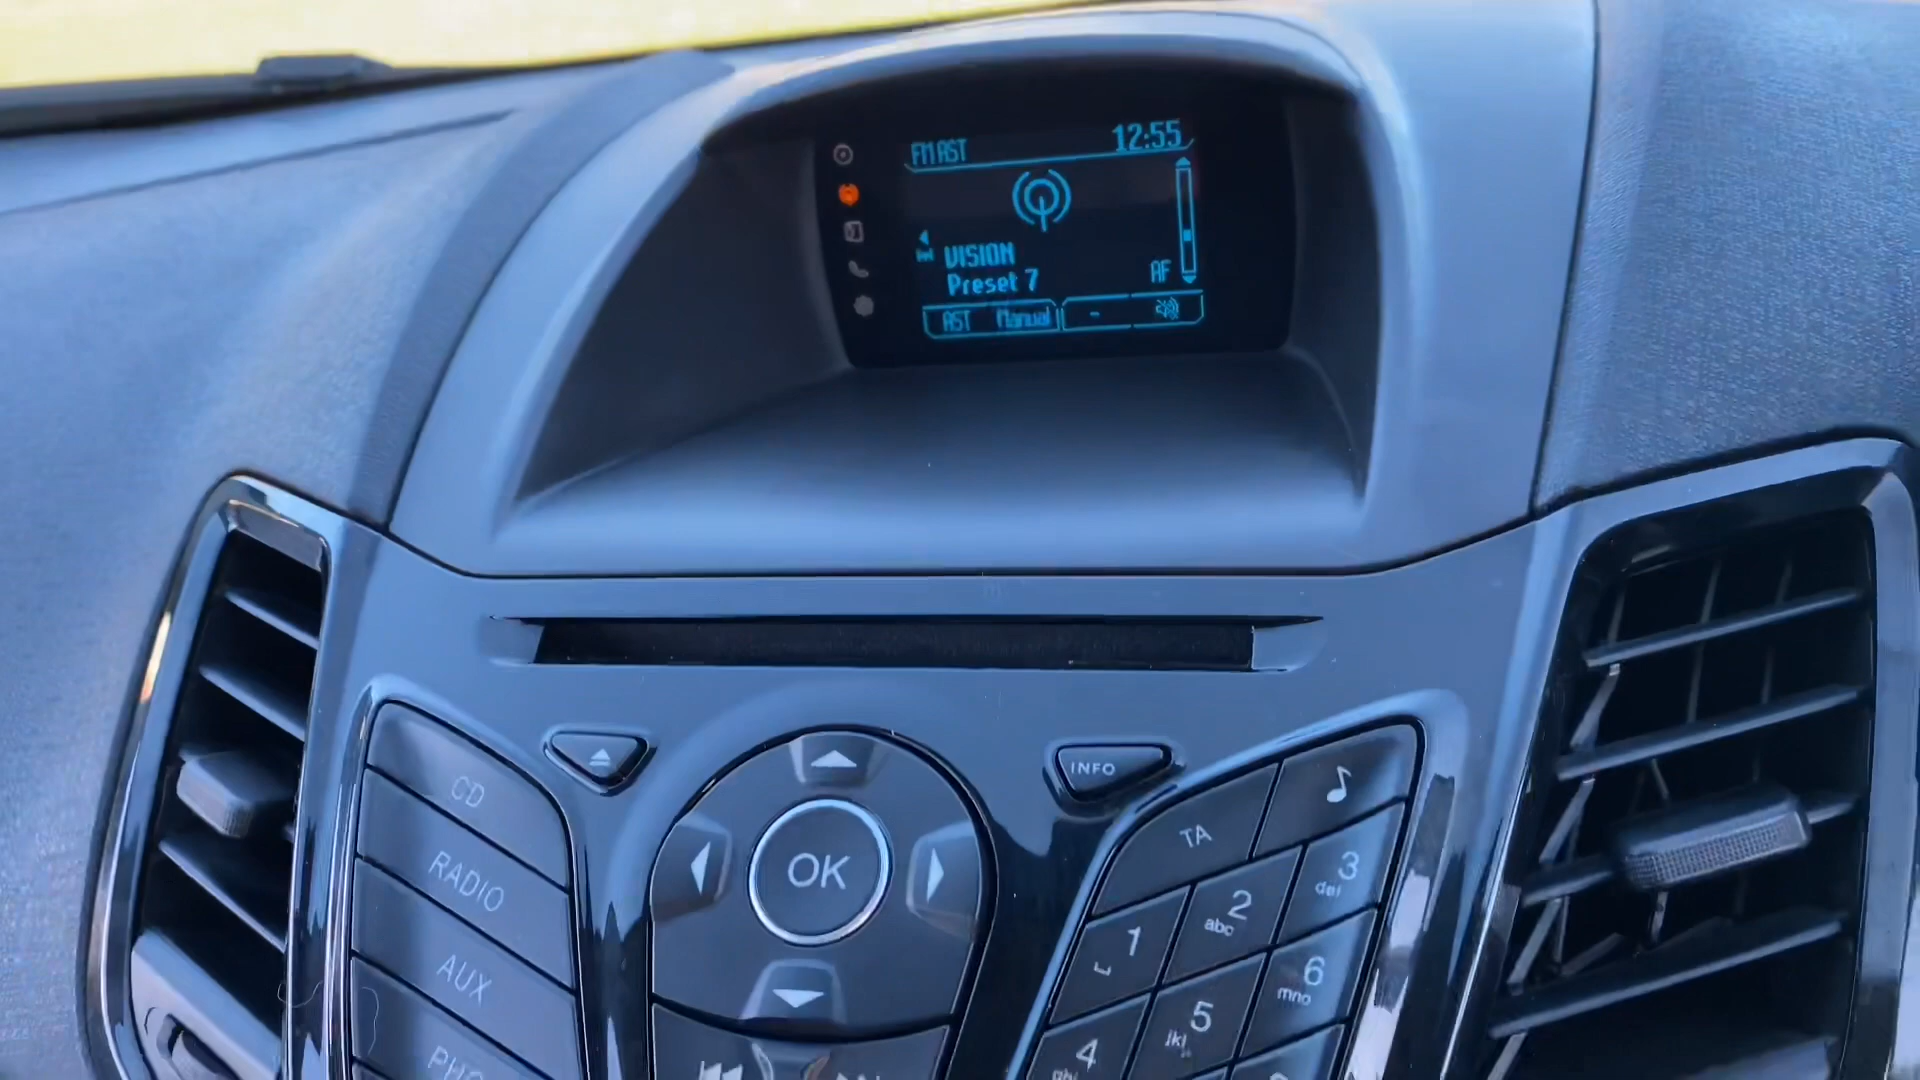 FM AST 12:55
VISION
Preset 7 AF
AST Manual -
CD
RADIO
AUX
OK
INFO
TA
1
2 abc
3 def
4 ghi
5 jkl
6 mno